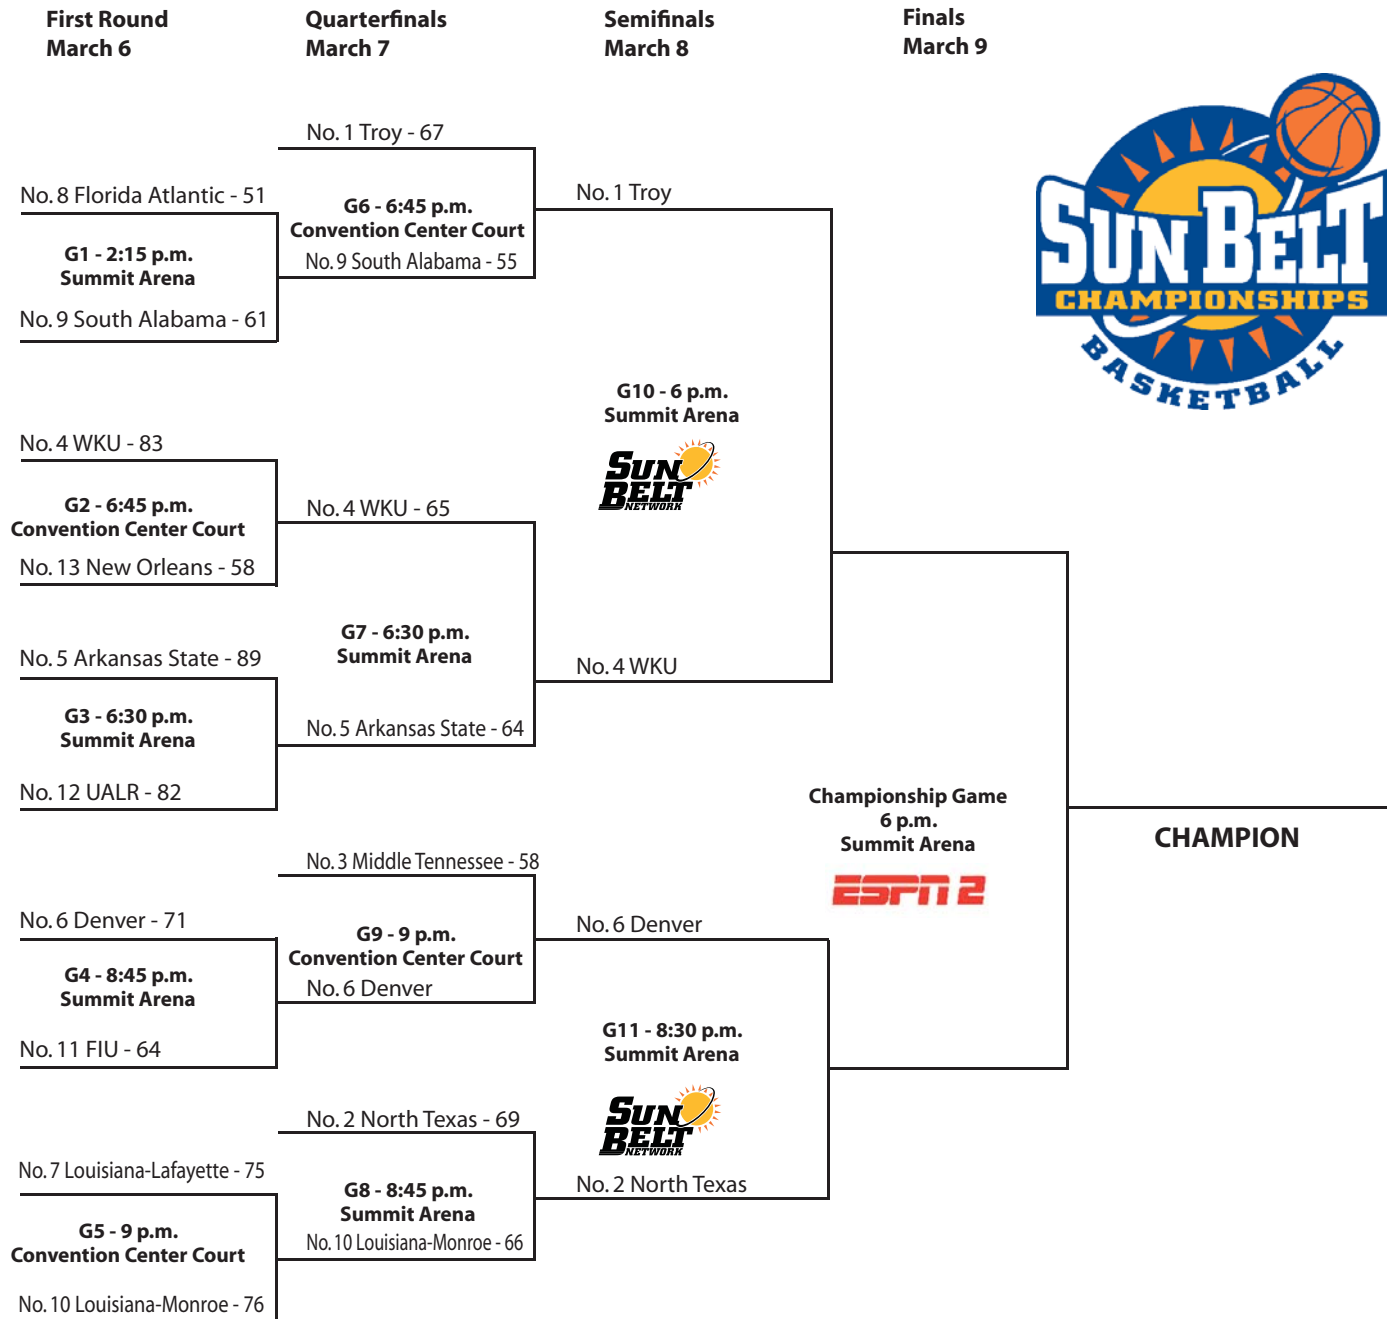 First Round
March 6
Quarterfinals
March 7
Semifinals
March 8
Finals
March 9
SUN BELT
CHAMPIONSHIPS
BASKETBALL
No. 8 Florida Atlantic - 51
G1 - 2:15 p.m.
Summit Arena
No. 9 South Alabama - 61
No. 4 WKU - 83
G2 - 6:45 p.m.
Convention Center Court
No. 13 New Orleans - 58
No. 5 Arkansas State - 89
G3 - 6:30 p.m.
Summit Arena
No. 12 UALR - 82
No. 6 Denver - 71
G4 - 8:45 p.m.
Summit Arena
No. 11 FIU - 64
No. 7 Louisiana-Lafayette - 75
G5 - 9 p.m.
Convention Center Court
No. 10 Louisiana-Monroe - 76
No. 1 Troy - 67
G6 - 6:45 p.m.
Convention Center Court
No. 9 South Alabama - 55
No. 4 WKU - 65
G7 - 6:30 p.m.
Summit Arena
No. 5 Arkansas State - 64
No. 3 Middle Tennessee - 58
G9 - 9 p.m.
Convention Center Court
No. 6 Denver
No. 2 North Texas - 69
G8 - 8:45 p.m.
Summit Arena
No. 10 Louisiana-Monroe - 66
No. 1 Troy
G10 - 6 p.m.
Summit Arena
SUN
BELT
NETWORK
No. 4 WKU
No. 6 Denver
G11 - 8:30 p.m.
Summit Arena
SUN
BELT
NETWORK
No. 2 North Texas
Championship Game
6 p.m.
Summit Arena
ESPN 2
CHAMPION